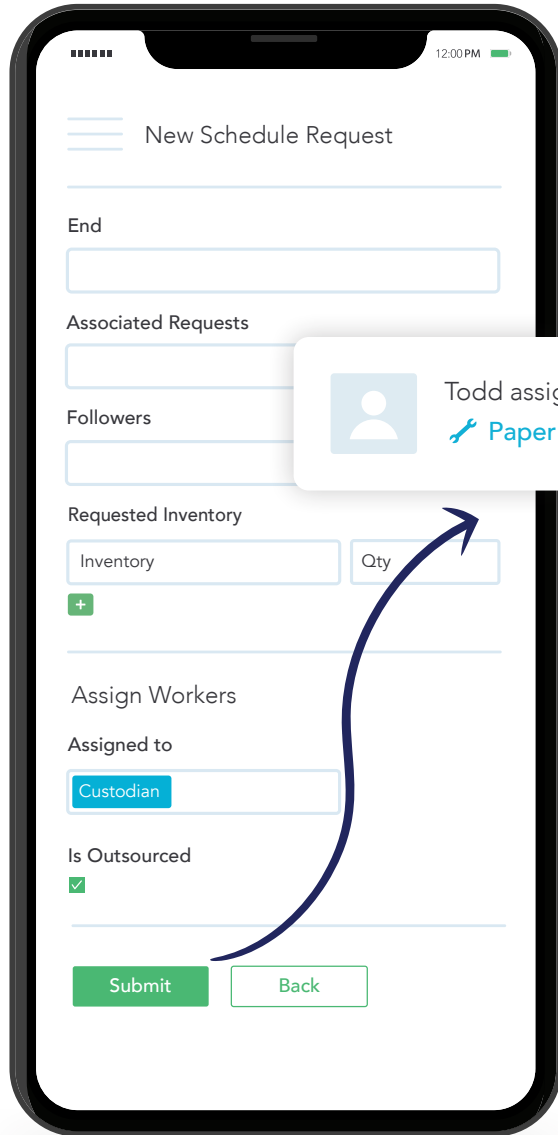 12:00 PM
New Schedule Request
End
Associated Requests
Todd assig
Followers
Paper
Requested Inventory
Inventory Qty
+
Assign Workers
Assigned to
Custodian
Is Outsourced
Submit Back